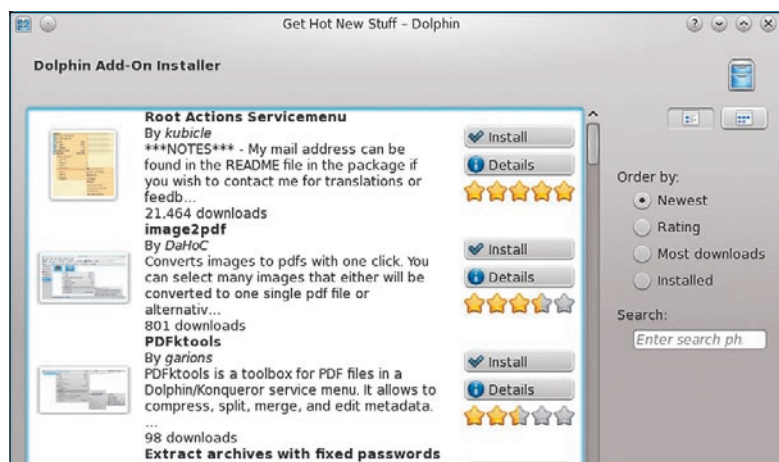 Get Hot New Stuff – Dolphin
Dolphin Add-On Installer
Root Actions Servicemenu
By kubicle
***NOTES*** - My mail address can be
found in the README file in the package if
you wish to contact me for translations or
feedb...
21.464 downloads
Install
Details
image2pdf
By DaHoC
Converts images to pdfs with one click. You
can select many images that either will be
converted to one single pdf file or
alternativ...
801 downloads
Install
Details
PDFktools
By garions
PDFktools is a toolbox for PDF files in a
Dolphin/Konqueror service menu. It allows to
compress, split, merge, and edit metadata.
...
98 downloads
Install
Details
Extract archives with fixed passwords
Order by:
Newest
Rating
Most downloads
Installed
Search:
Enter search ph